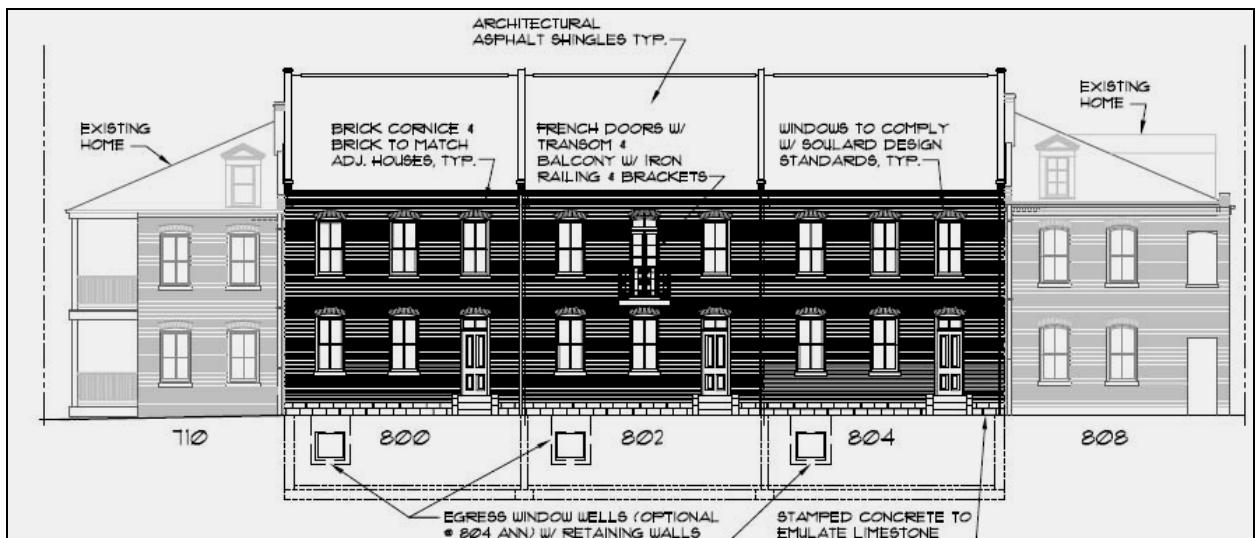 ARCHITECTURAL
ASPHALT SHINGLES TYP.
EXISTING
HOME
BRICK CORNICE &
BRICK TO MATCH
ADJ. HOUSES, TYP.
FRENCH DOORS W/
TRANSOM &
BALCONY W/ IRON
RAILING & BRACKETS
WINDOWS TO COMPLY
W/ SOULARD DESIGN
STANDARDS, TYP.
EXISTING
HOME
710
800
802
804
808
EGRESS WINDOW WELLS (OPTIONAL
@ 804 ANN) W/ RETAINING WALLS
STAMPED CONCRETE TO
EMULATE LIMESTONE